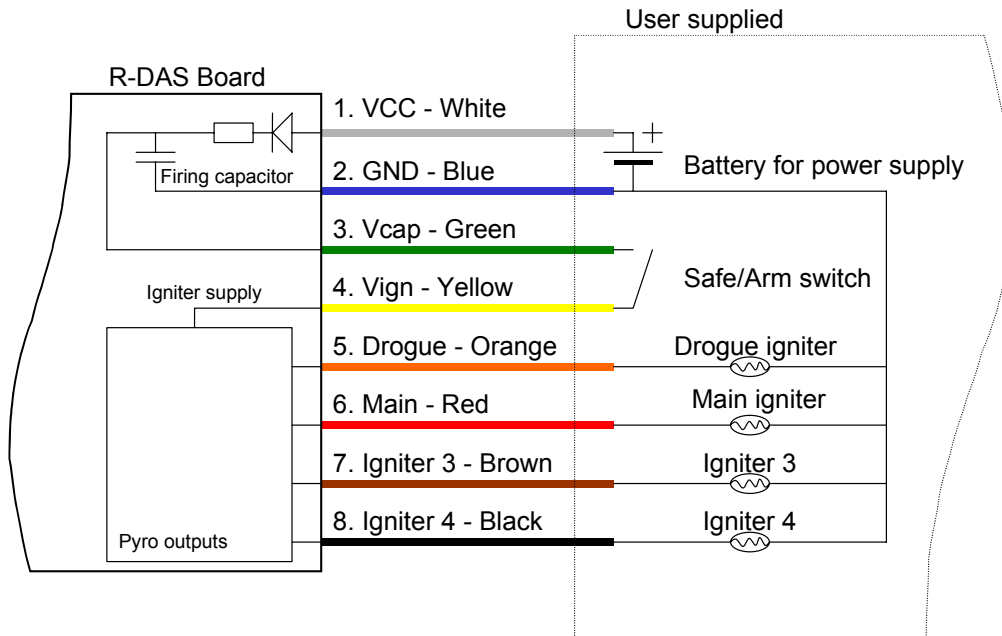 User supplied
R-DAS Board
1. VCC - White
+
Firing capacitor
2. GND - Blue
Battery for power supply
3. Vcap - Green
Igniter supply
4. Vign - Yellow
Safe/Arm switch
5. Drogue - Orange
Drogue igniter
6. Main - Red
Main igniter
7. Igniter 3 - Brown
Igniter 3
8. Igniter 4 - Black
Igniter 4
Pyro outputs